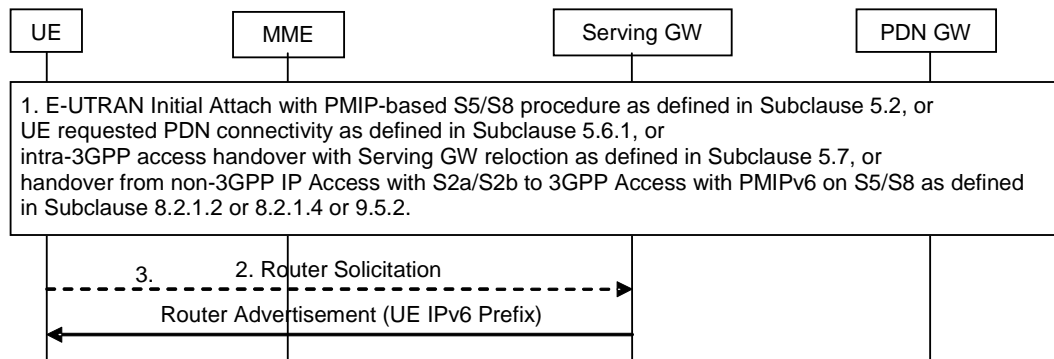 UE
MME
Serving GW
PDN GW
1. E-UTRAN Initial Attach with PMIP-based S5/S8 procedure as defined in Subclause 5.2, or
UE requested PDN connectivity as defined in Subclause 5.6.1, or
intra-3GPP access handover with Serving GW reloction as defined in Subclause 5.7, or
handover from non-3GPP IP Access with S2a/S2b to 3GPP Access with PMIPv6 on S5/S8 as defined
in Subclause 8.2.1.2 or 8.2.1.4 or 9.5.2.
2. Router Solicitation
3.
Router Advertisement (UE IPv6 Prefix)